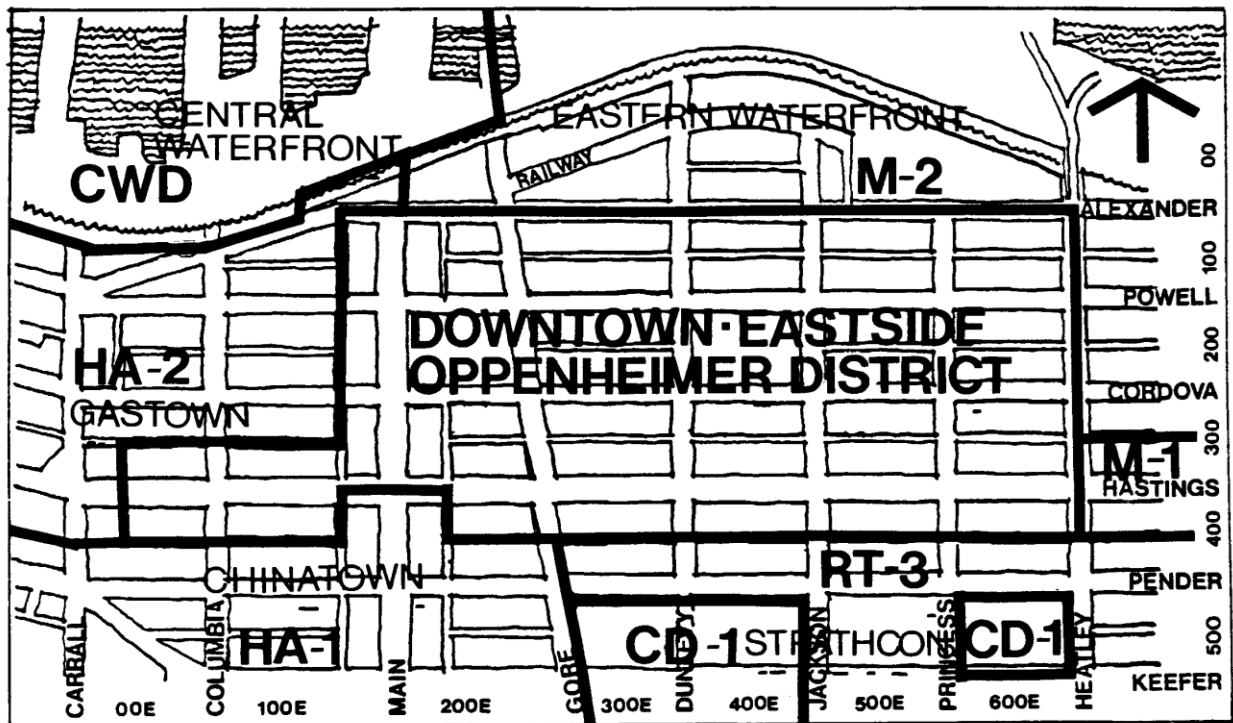 CENTRAL
WATERFRONT
CWD
EASTERN WATERFRONT
RAILWAY
M-2
00
ALEXANDER
100
POWELL
DOWNTOWN·EASTSIDE
OPPENHEIMER DISTRICT
200
HA-2
GASTOWN
CORDOVA
300
M-1
HASTINGS
400
CHINATOWN
RT-3
PENDER
HA-1
CD-1
STRATHCON
CD-1
500
KEEFER
CARRALL
00E
COLUMBIA
100E
MAIN
200E
GORE
300E
DUNLEVY
400E
JACKSON
500E
PRINCESS
600E
HEATLEY